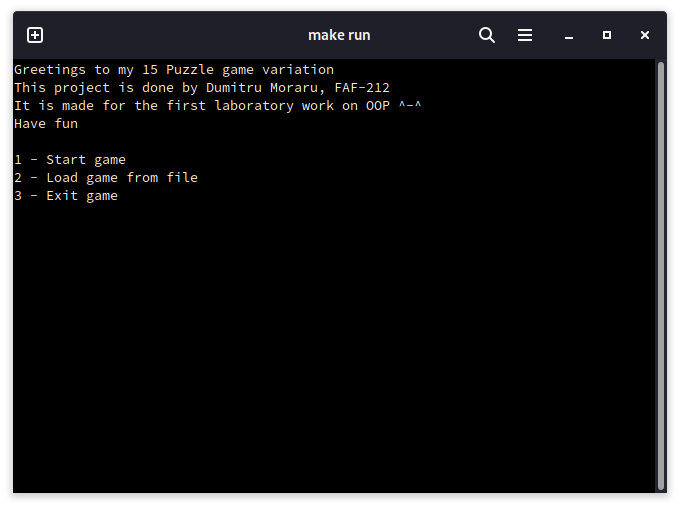 make run
Greetings to my 15 Puzzle game variation
This project is done by Dumitru Moraru, FAF-212
It is made for the first laboratory work on OOP ^-^
Have fun
1 - Start game
2 - Load game from file
3 - Exit game